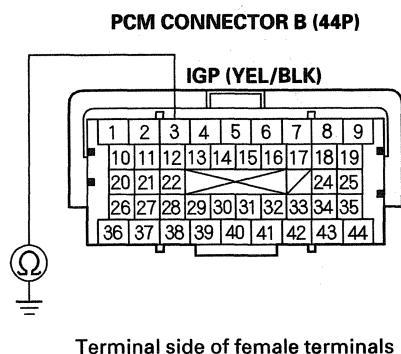 PCM CONNECTOR B (44P)
IGP (YEL/BLK)
1 2 3 4 5 6 7 8 9
10 11 12 13 14 15 16 17 18 19
20 21 22 24 25
26 27 28 29 30 31 32 33 34 35
36 37 38 39 40 41 42 43 44
Ω
Terminal side of female terminals